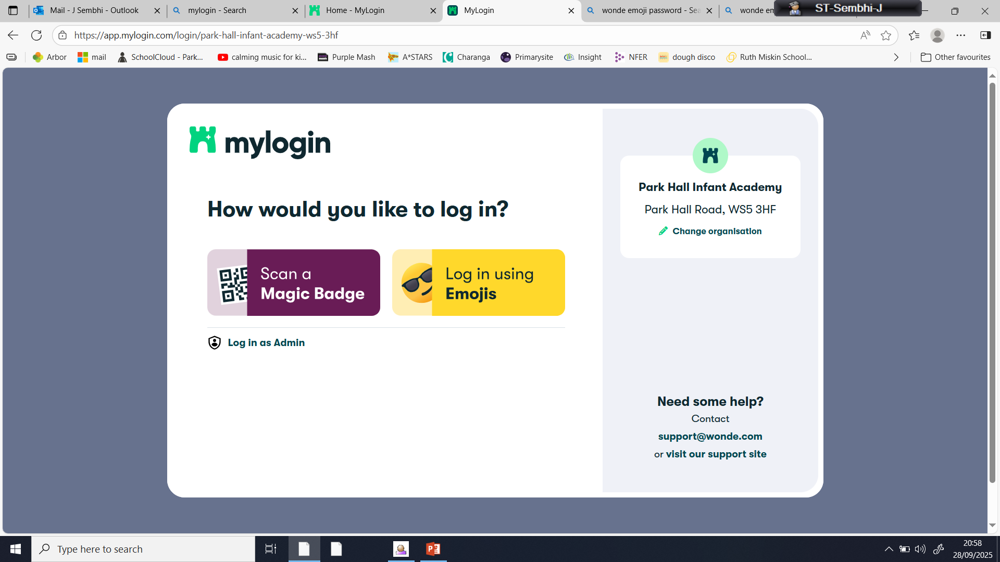 Mail - J Sembhi - Outlook
mylogin - Search
Home - MyLogin
MyLogin
wonde emoji password - Sea
wonde em
ST-Sembhi-J
https://app.mylogin.com/login/park-hall-infant-academy-ws5-3hf
Arbor
mail
SchoolCloud - Park...
calming music for ki...
Purple Mash
A*STARS
Charanga
Primarysite
Insight
NFER
dough disco
Ruth Miskin School...
Other favourites
mylogin
How would you like to log in?
Scan a
Magic Badge
Log in using
Emojis
Log in as Admin
Park Hall Infant Academy
Park Hall Road, WS5 3HF
Change organisation
Need some help?
Contact
support@wonde.com
or visit our support site
Type here to search
20:58
28/09/2025